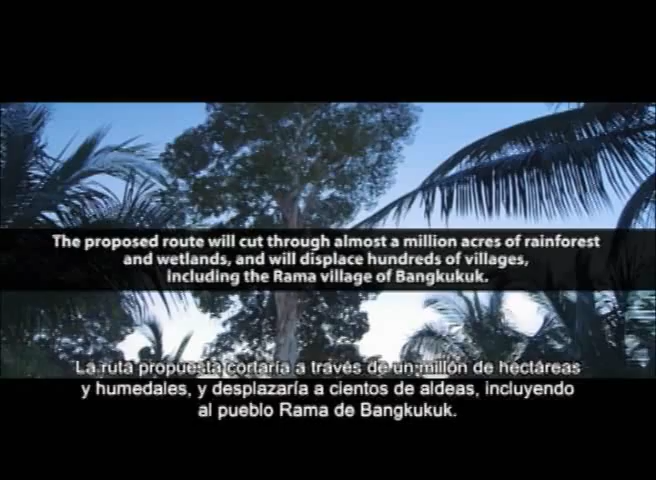 The proposed route will cut through almost a million acres of rainforest
and wetlands, and will displace hundreds of villages,
including the Rama village of Bangkukuk.
La ruta propuesta cortaría a través de un millón de hectáreas
y humedales, y desplazaría a cientos de aldeas, incluyendo
al pueblo Rama de Bangkukuk.